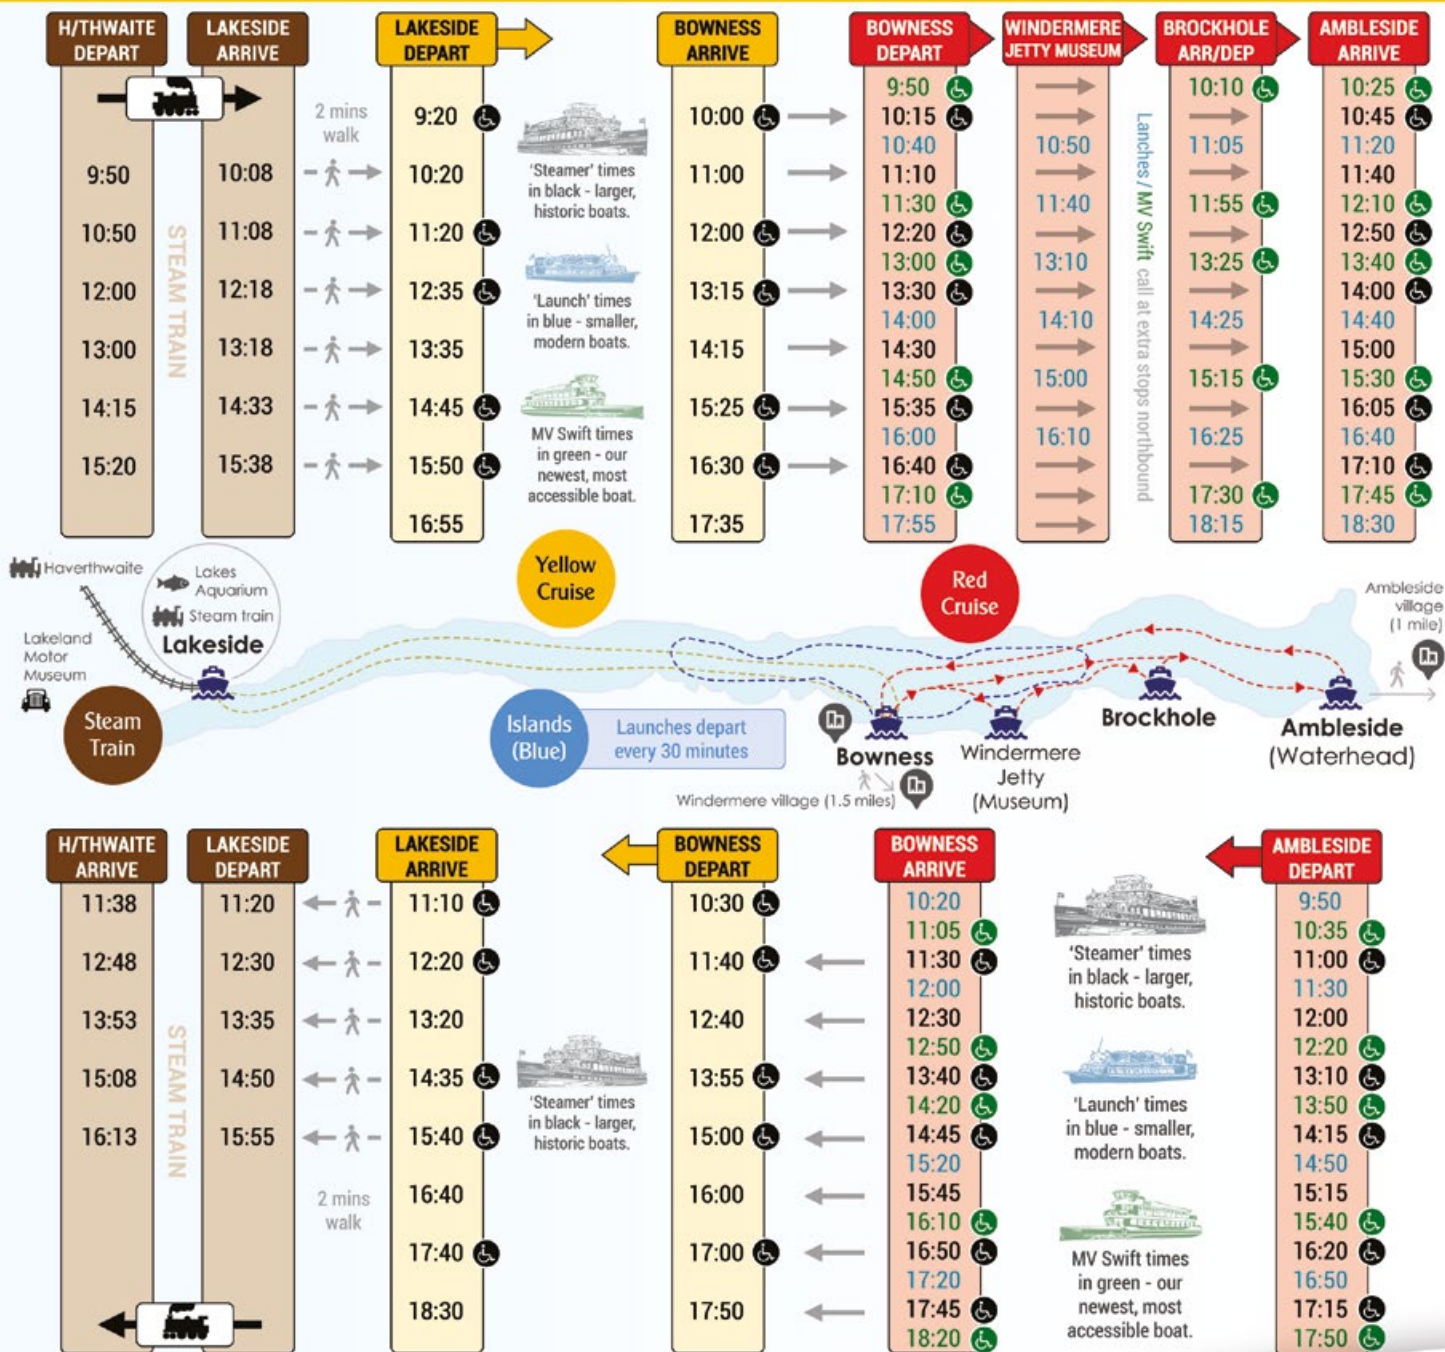 H/THWAITE DEPART
LAKESIDE ARRIVE
LAKESIDE DEPART
BOWNESS ARRIVE
BOWNESS DEPART
WINDERMERE JETTY MUSEUM
BROCKHOLE ARR/DEP
AMBLESIDE ARRIVE
9:50 10:10 10:25
9:20 10:00 10:15 10:45
10:40 10:50 11:05 11:20
9:50 10:08 10:20 11:00 11:10 11:40
11:30 11:40 11:55 12:10
10:50 11:08 11:20 12:00 12:20 12:50
13:00 13:10 13:25 13:40
12:00 12:18 12:35 13:15 13:30 14:00
14:00 14:10 14:25 14:40
13:00 13:18 13:35 14:15 14:30 15:00
14:50 15:00 15:15 15:30
14:15 14:33 14:45 15:25 15:35 16:05
16:00 16:10 16:25 16:40
15:20 15:38 15:50 16:30 16:40 17:10
17:10 17:30 17:45
16:55 17:35 17:55 18:15 18:30
STEAM TRAIN
2 mins
walk
'Steamer' times
in black - larger,
historic boats.
'Launch' times
in blue - smaller,
modern boats.
MV Swift times
in green - our
newest, most
accessible boat.
Lanches / MV Swift call at extra stops northbound
Haverthwaite
Lakes
Aquarium
Steam train
Lakeside
Lakeland
Motor
Museum
Steam
Train
Yellow
Cruise
Islands
(Blue)
Launches depart
every 30 minutes
Red
Cruise
Bowness
Windermere village (1.5 miles)
Windermere
Jetty
(Museum)
Brockhole
Ambleside
(Waterhead)
Ambleside
village
(1 mile)
H/THWAITE ARRIVE
LAKESIDE DEPART
LAKESIDE ARRIVE
BOWNESS DEPART
BOWNESS ARRIVE
AMBLESIDE DEPART
11:38 11:20 11:10 10:30 10:20 9:50
11:05 10:35
12:48 12:30 12:20 11:40 11:30 11:00
12:00 11:30
13:53 13:35 13:20 12:40 12:30 12:00
12:50 12:20
15:08 14:50 14:35 13:55 13:40 13:10
14:20 13:50
16:13 15:55 15:40 15:00 14:45 14:15
15:20 14:50
16:40 16:00 15:45 15:15
16:10 15:40
17:40 17:00 16:50 16:20
17:20 16:50
18:30 17:50 17:45 17:15
18:20 17:50
STEAM TRAIN
2 mins
walk
'Steamer' times
in black - larger,
historic boats.
'Steamer' times
in black - larger,
historic boats.
'Launch' times
in blue - smaller,
modern boats.
MV Swift times
in green - our
newest, most
accessible boat.